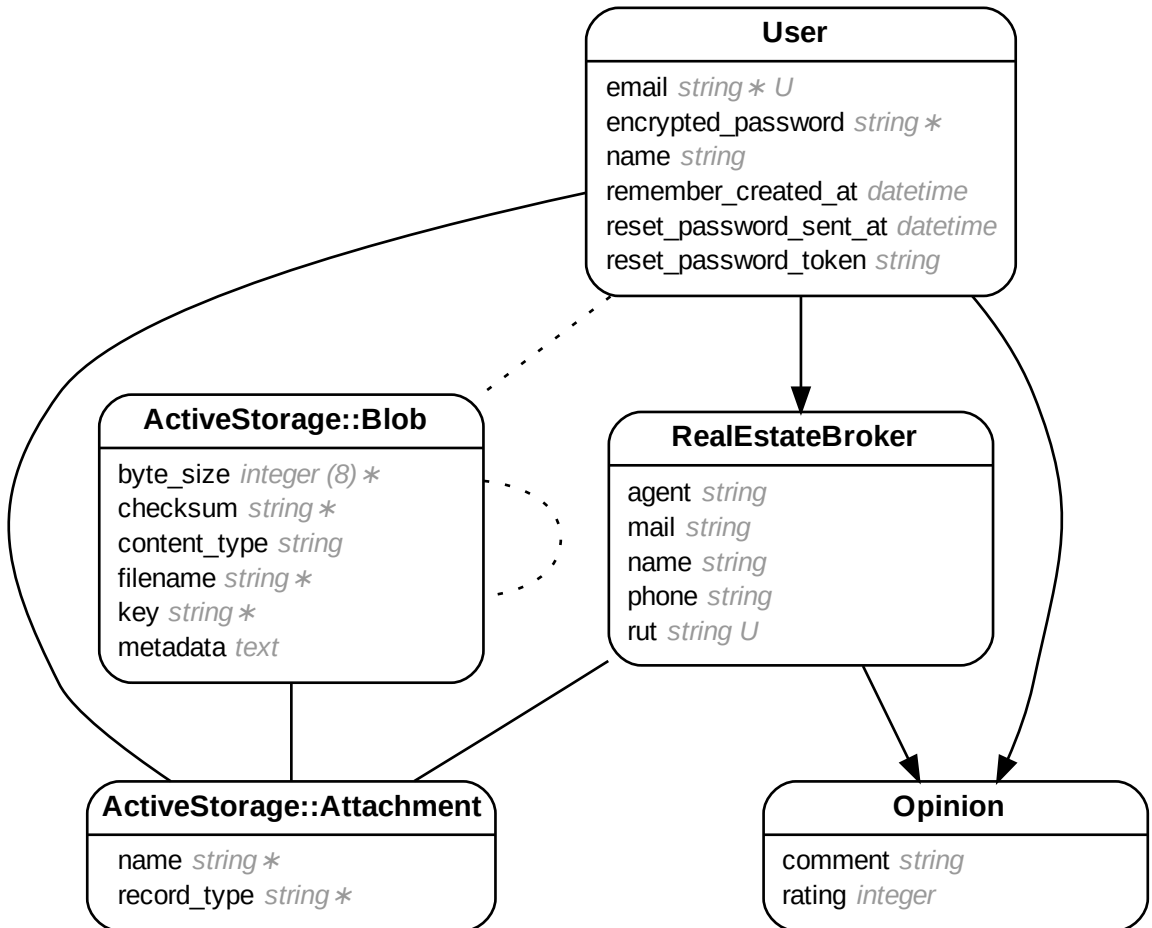 User
email string ∗ U
encrypted_password string ∗
name string
remember_created_at datetime
reset_password_sent_at datetime
reset_password_token string
ActiveStorage::Blob
byte_size integer (8) ∗
checksum string ∗
content_type string
filename string ∗
key string ∗
metadata text
RealEstateBroker
agent string
mail string
name string
phone string
rut string U
ActiveStorage::Attachment
name string ∗
record_type string ∗
Opinion
comment string
rating integer